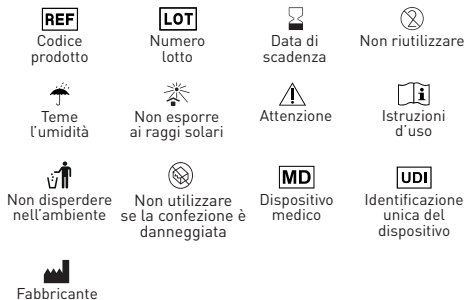 REF
Codice
prodotto
LOT
Numero
lotto
Data di
scadenza
2
Non riutilizzare
Teme
l'umidità
Non esporre
ai raggi solari
Attenzione
i
Istruzioni
d'uso
Non disperdere
nell'ambiente
Non utilizzare
se la confezione è
danneggiata
MD
Dispositivo
medico
UDI
Identificazione
unica del
dispositivo
Fabbricante